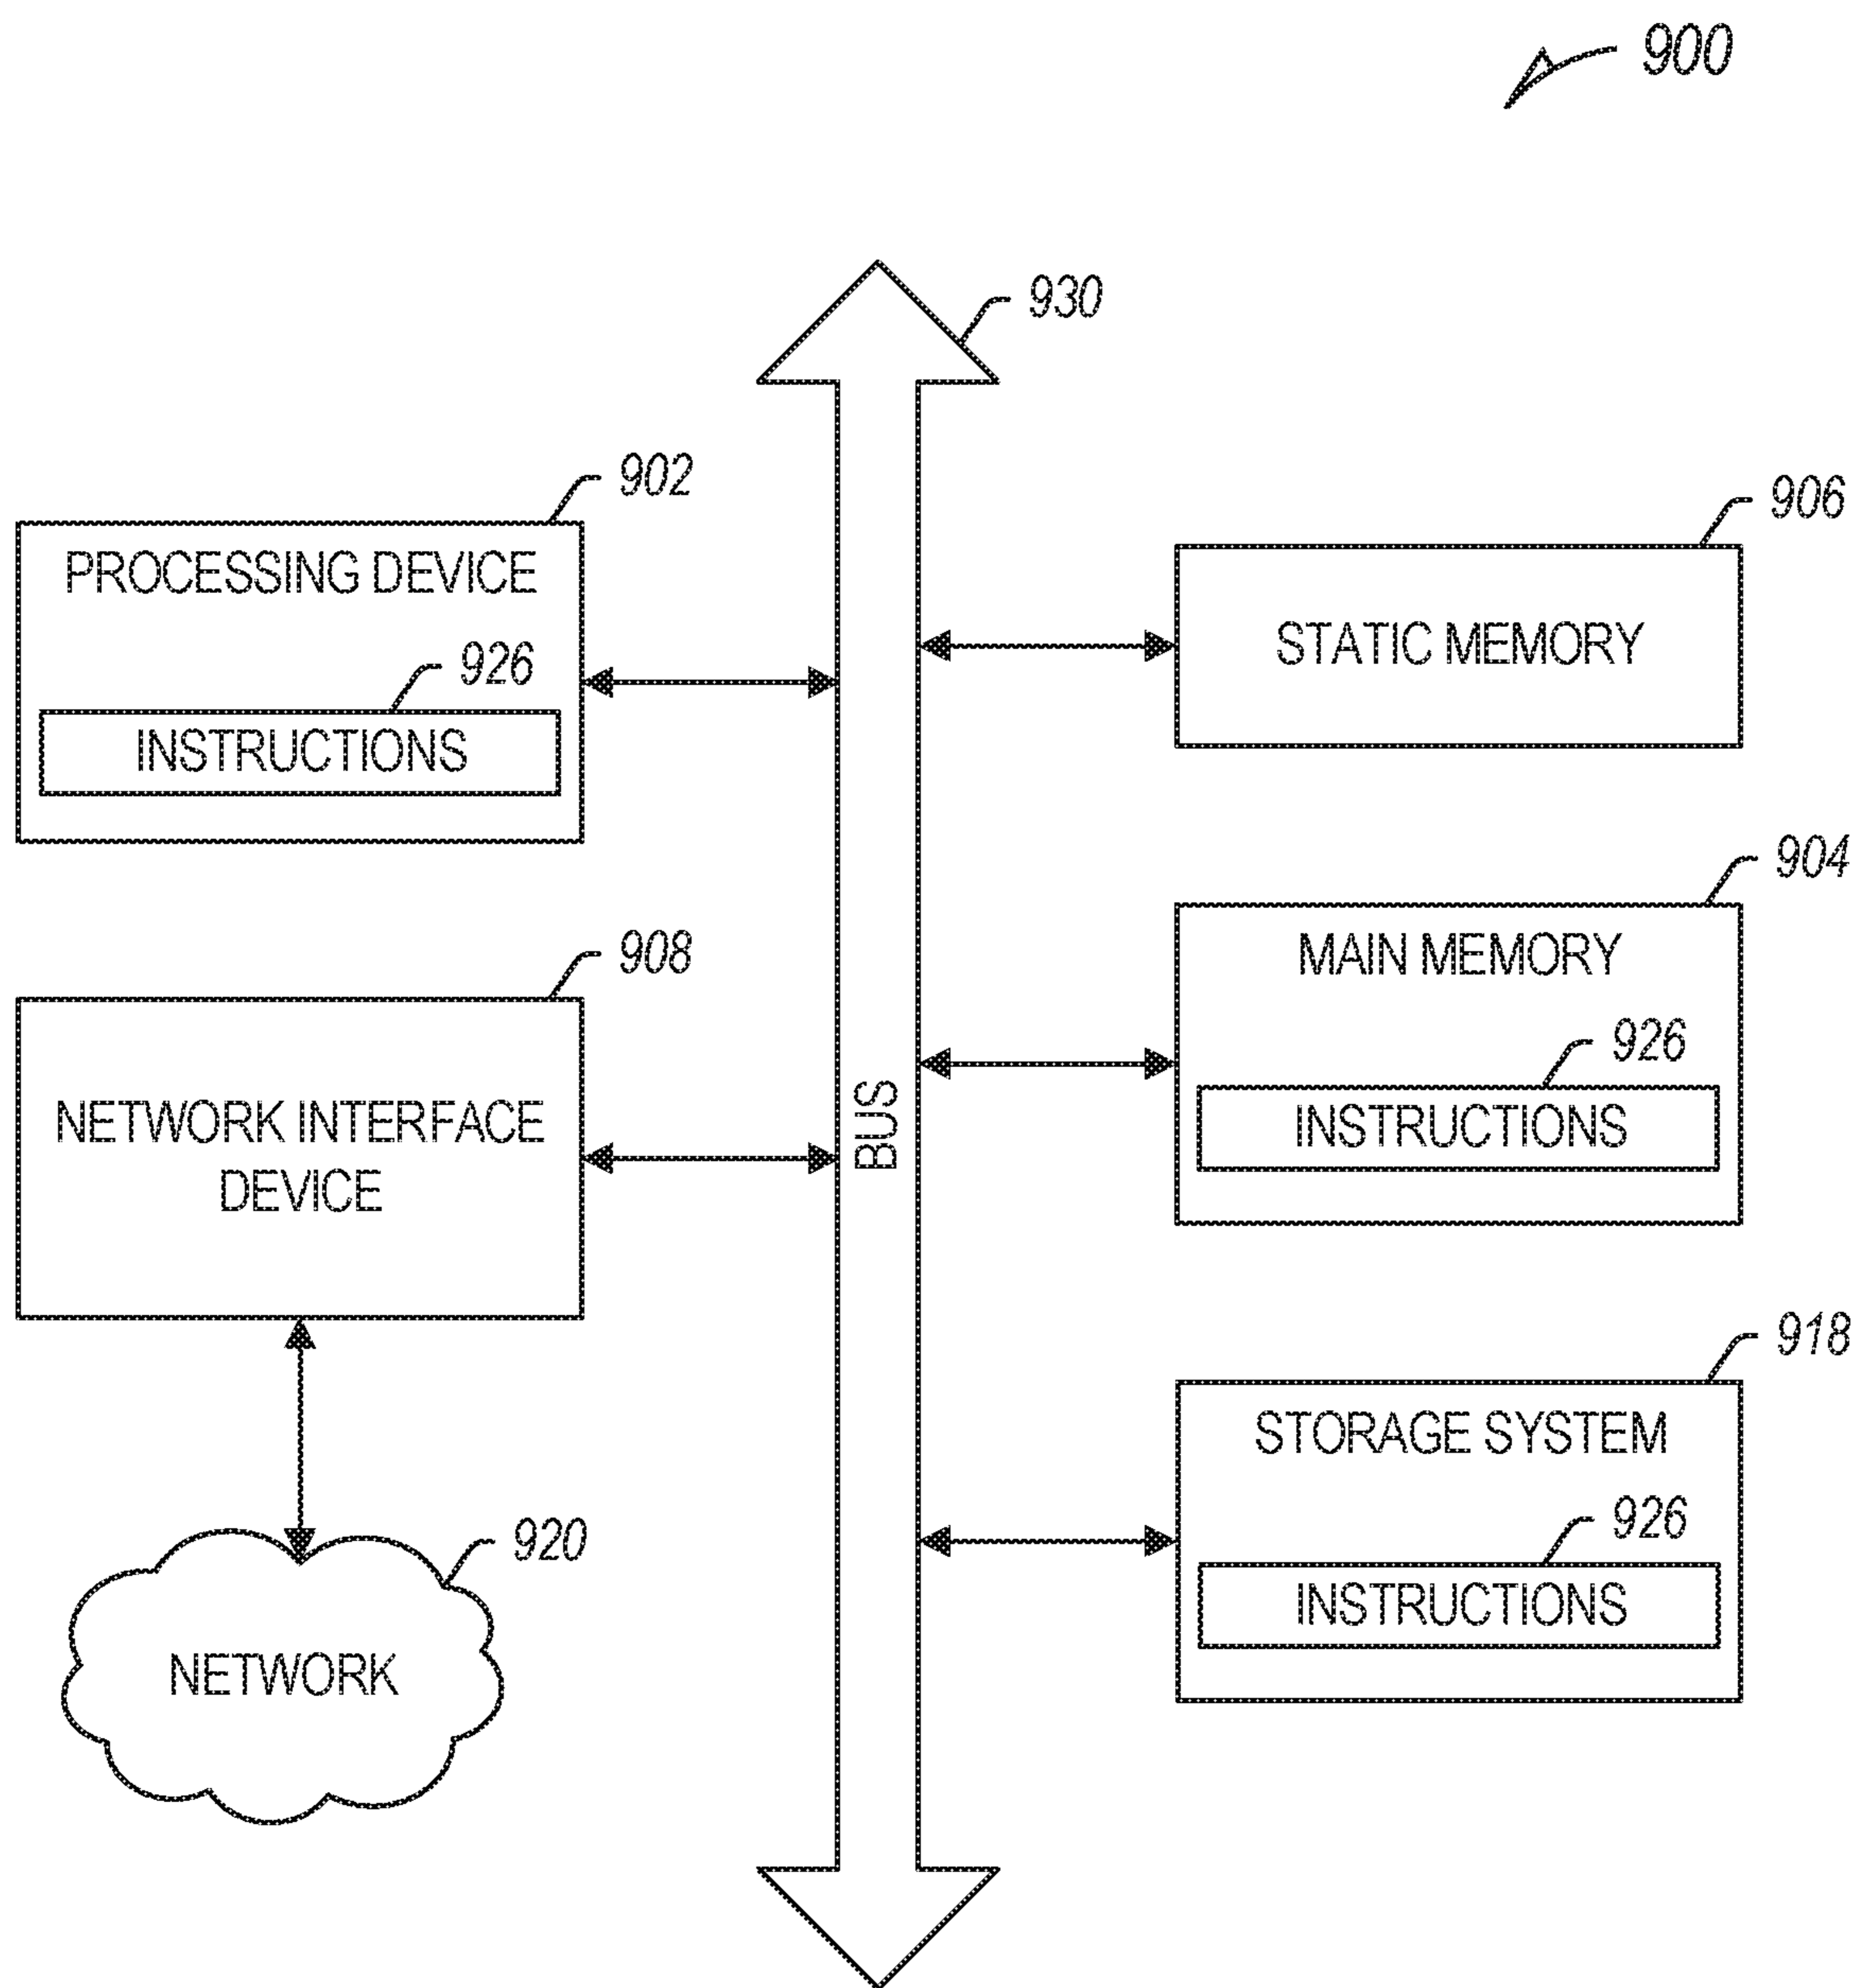 900
930
902
PROCESSING DEVICE
926
INSTRUCTIONS
906
STATIC MEMORY
904
MAIN MEMORY
926
INSTRUCTIONS
908
NETWORK INTERFACE
DEVICE
BUS
918
STORAGE SYSTEM
926
INSTRUCTIONS
920
NETWORK